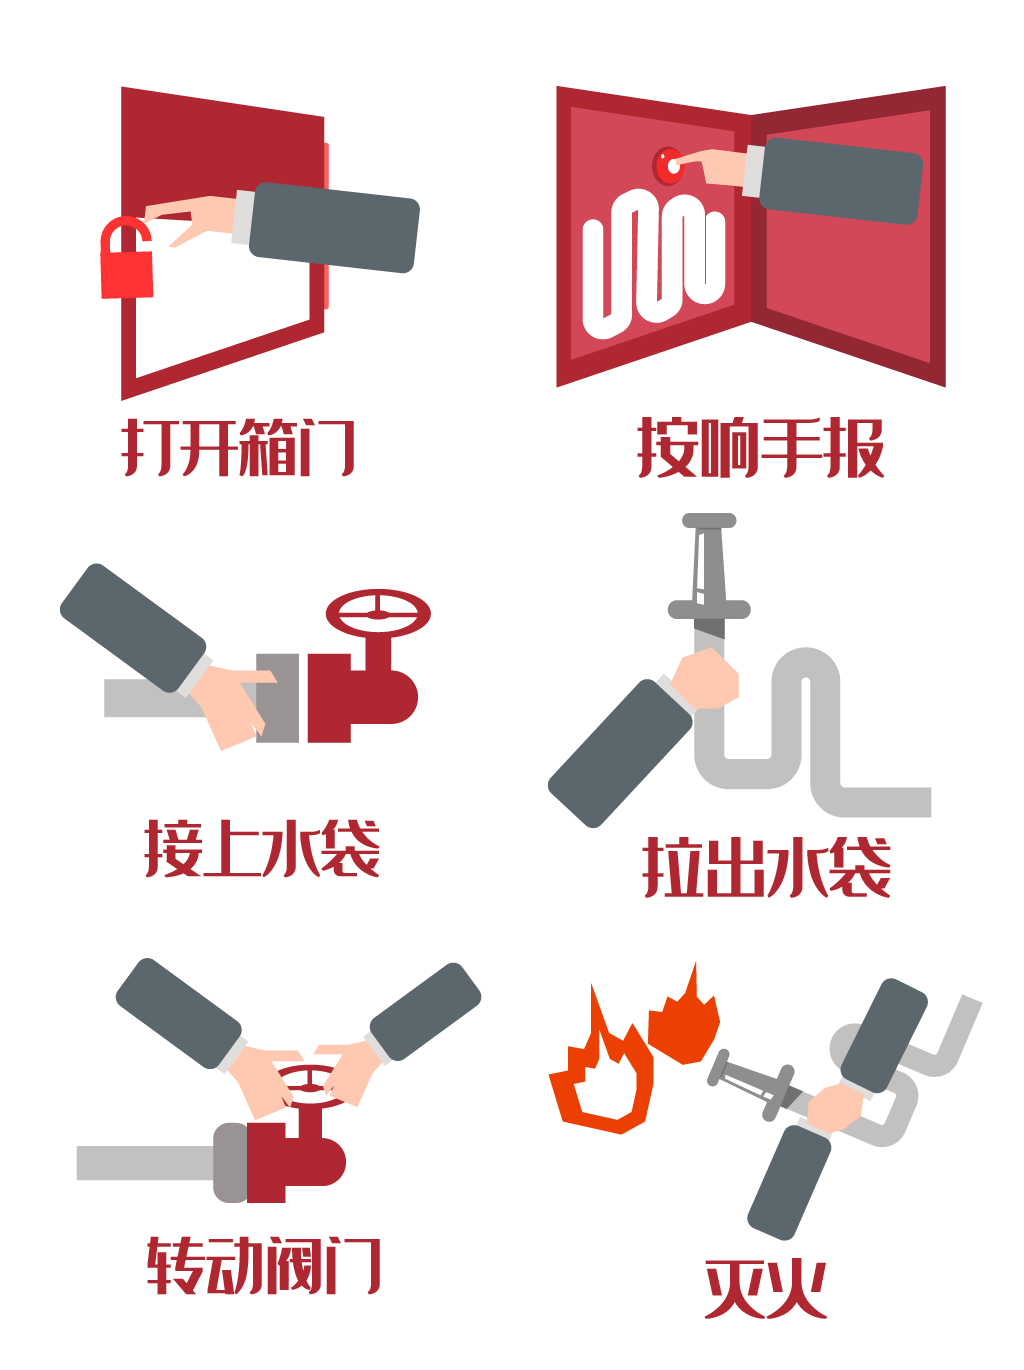 打开箱门
按响手报
接上水袋
拉出水袋
转动阀门
灭火